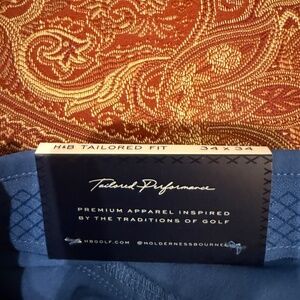 H&B TAILORED FIT 34 X 34
Tailored-Performance
PREMIUM APPAREL INSPIRED
BY THE TRADITIONS OF GOLF
HBGOLF.COM @HOLDERNESSBOURNE